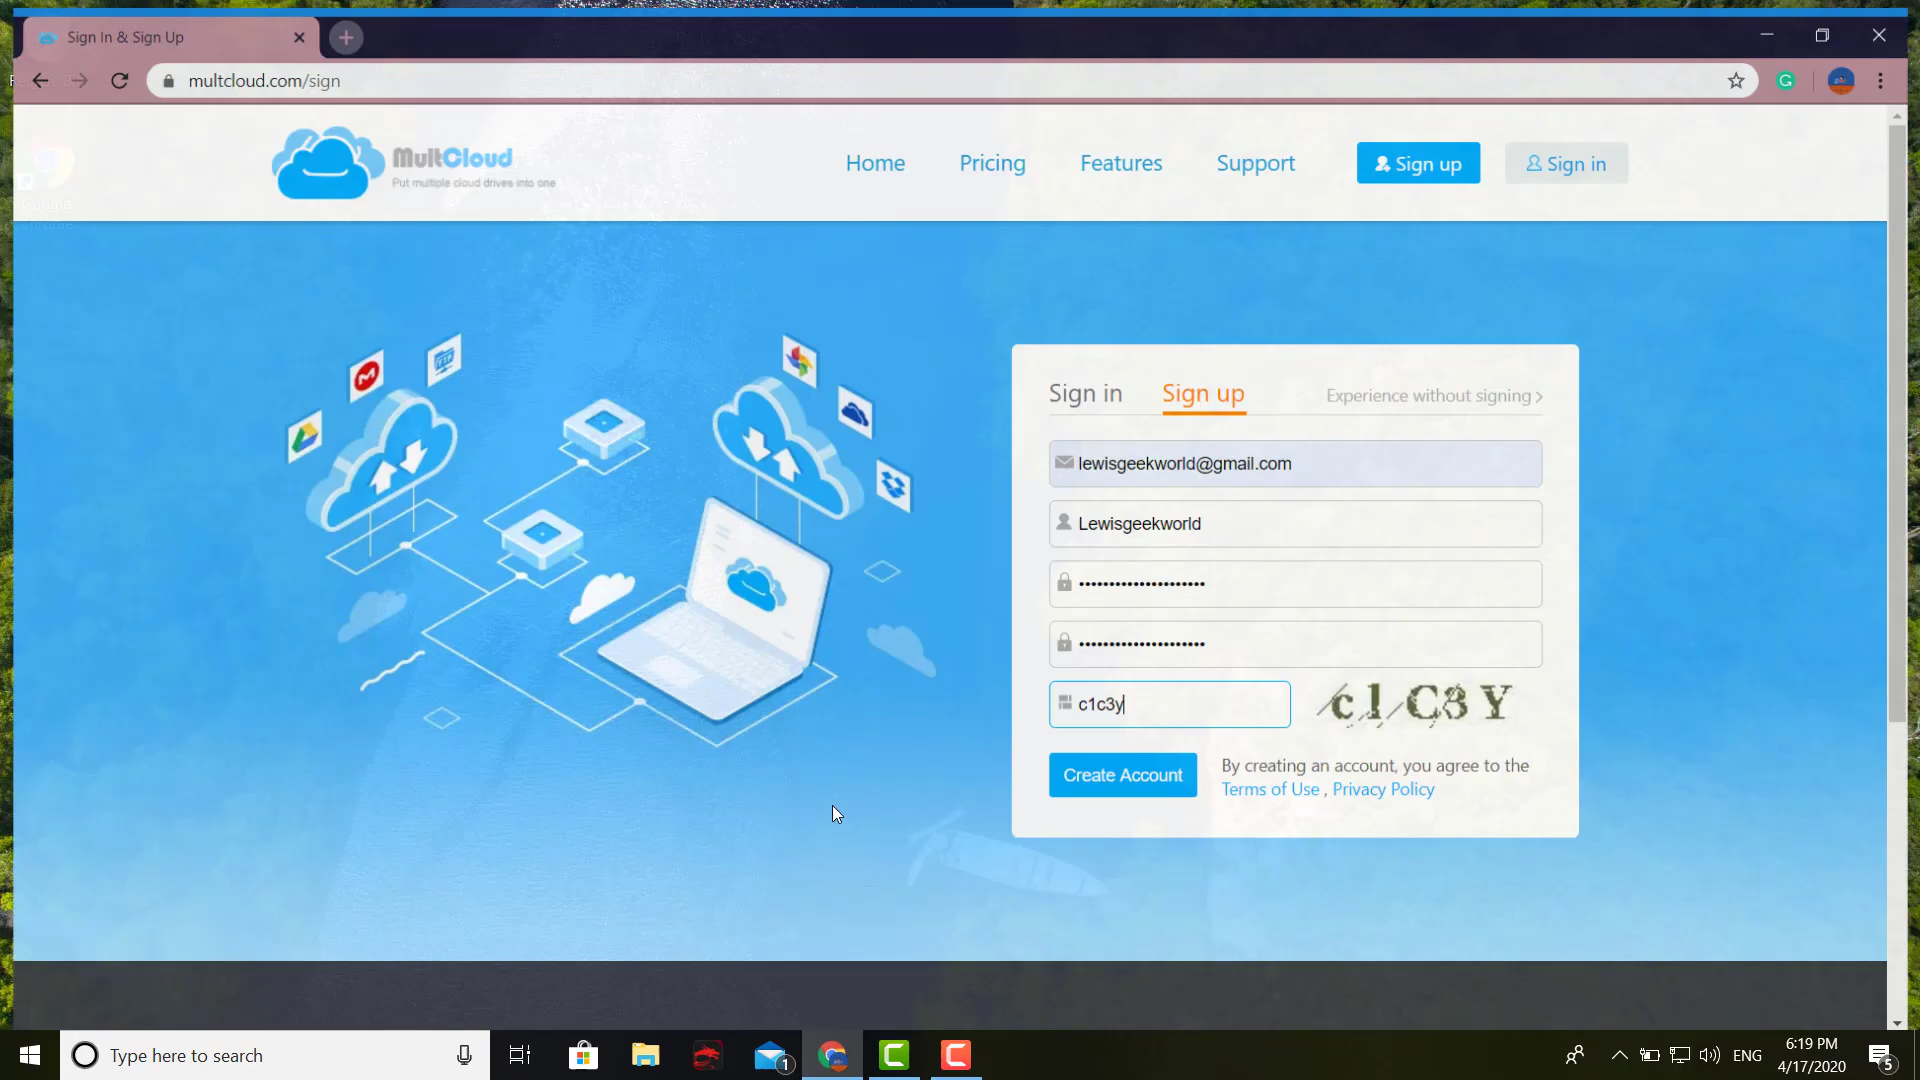 Sign In & Sign Up
multcloud.com/sign
MultCloud
Put multiple cloud drives into one
Home
Pricing
Features
Support
Sign up
Sign in
Sign in
Sign up
Experience without signing
lewisgeekworld@gmail.com
Lewisgeekworld
•••••••••••••••••••••
•••••••••••••••••••••
c1c3y
c1C3Y
Create Account
By creating an account, you agree to the
Terms of Use , Privacy Policy
Google
Type here to search
1
ENG
6:19 PM
4/17/2020
5